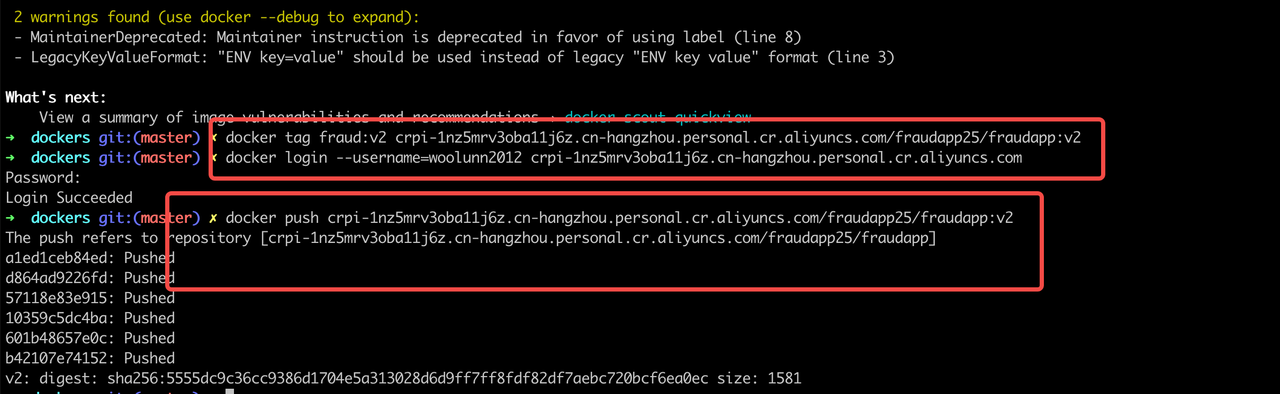 2 warnings found (use docker --debug to expand):
- MaintainerDeprecated: Maintainer instruction is deprecated in favor of using label (line 8)
- LegacyKeyValueFormat: "ENV key=value" should be used instead of legacy "ENV key value" format (line 3)
What's next:
View a summary of image vulnerabilities and recommendations → docker scout quickview
➜ dockers git:(master) ✗ docker tag fraud:v2 crpi-1nz5mrv3oba11j6z.cn-hangzhou.personal.cr.aliyuncs.com/fraudapp25/fraudapp:v2
➜ dockers git:(master) ✗ docker login --username=woolunn2012 crpi-1nz5mrv3oba11j6z.cn-hangzhou.personal.cr.aliyuncs.com
Password:
Login Succeeded
➜ dockers git:(master) ✗ docker push crpi-1nz5mrv3oba11j6z.cn-hangzhou.personal.cr.aliyuncs.com/fraudapp25/fraudapp:v2
The push refers to repository [crpi-1nz5mrv3oba11j6z.cn-hangzhou.personal.cr.aliyuncs.com/fraudapp25/fraudapp]
a1ed1ceb84ed: Pushed
d864ad9226fd: Pushed
57118e83e915: Pushed
10359c5dc4ba: Pushed
601b48657e0c: Pushed
b42107e74152: Pushed
v2: digest: sha256:5555dc9c36cc9386d1704e5a313028d6d9ff7ff8fdf82df7aebc720bcf6ea0ec size: 1581